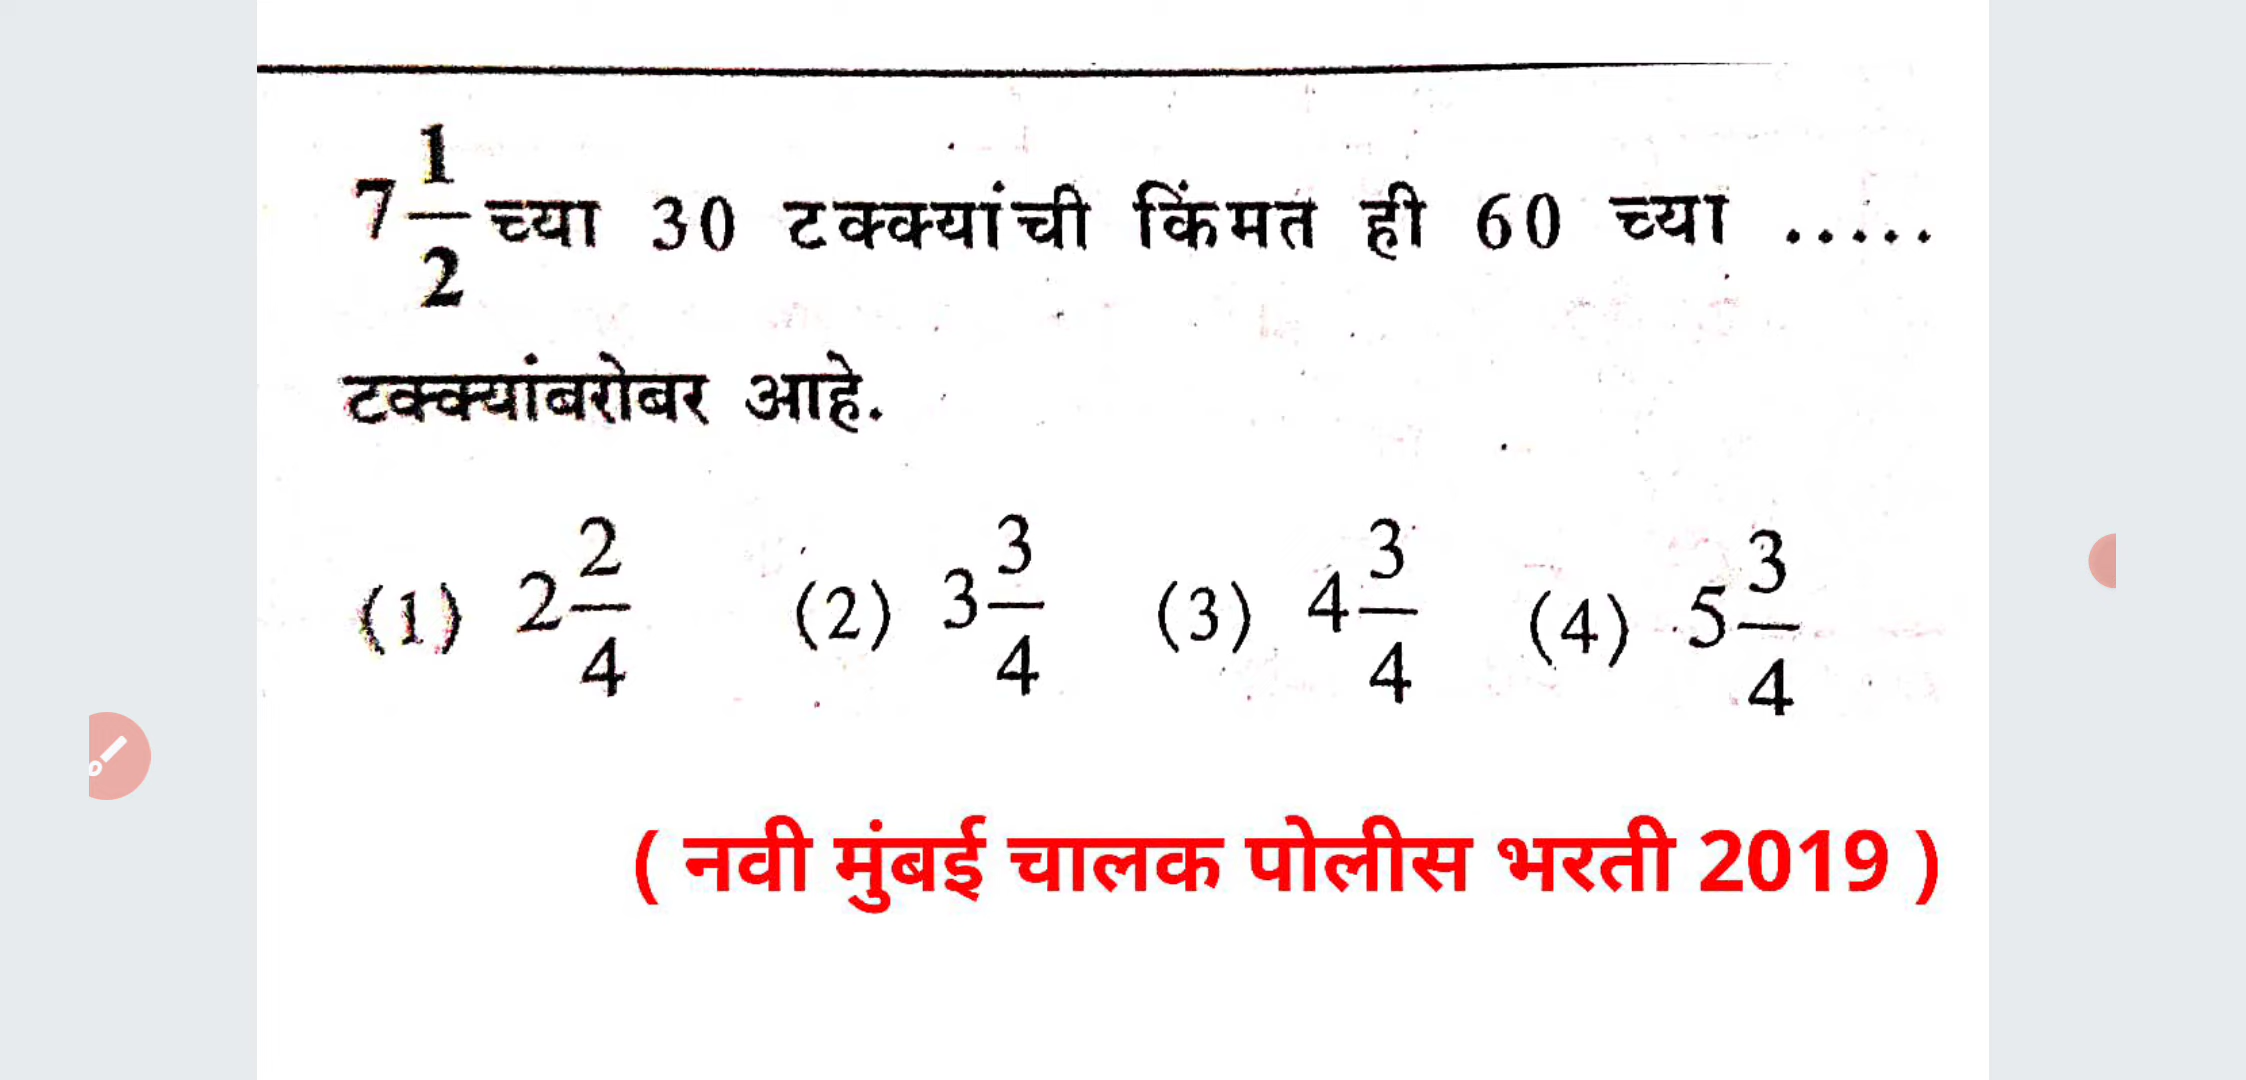 7 1/2 च्या 30 टक्क्यांची किंमत ही 60 च्या .....
टक्क्यांबरोबर आहे.
(1) 2 2/4 (2) 3 3/4 (3) 4 3/4 (4) 5 3/4
( नवी मुंबई चालक पोलीस भरती 2019 )